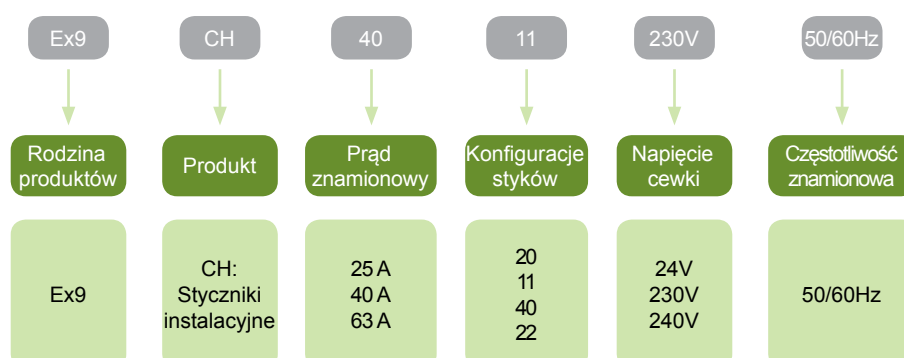 Ex9
CH
40
11
230V
50/60Hz
Rodzina
produktów
Produkt
Prąd
znamionowy
Konfiguracje
styków
Napięcie
cewki
Częstotliwość
znamionowa
Ex9
CH:
Styczniki
instalacyjne
25 A
40 A
63 A
20
11
40
22
24V
230V
240V
50/60Hz